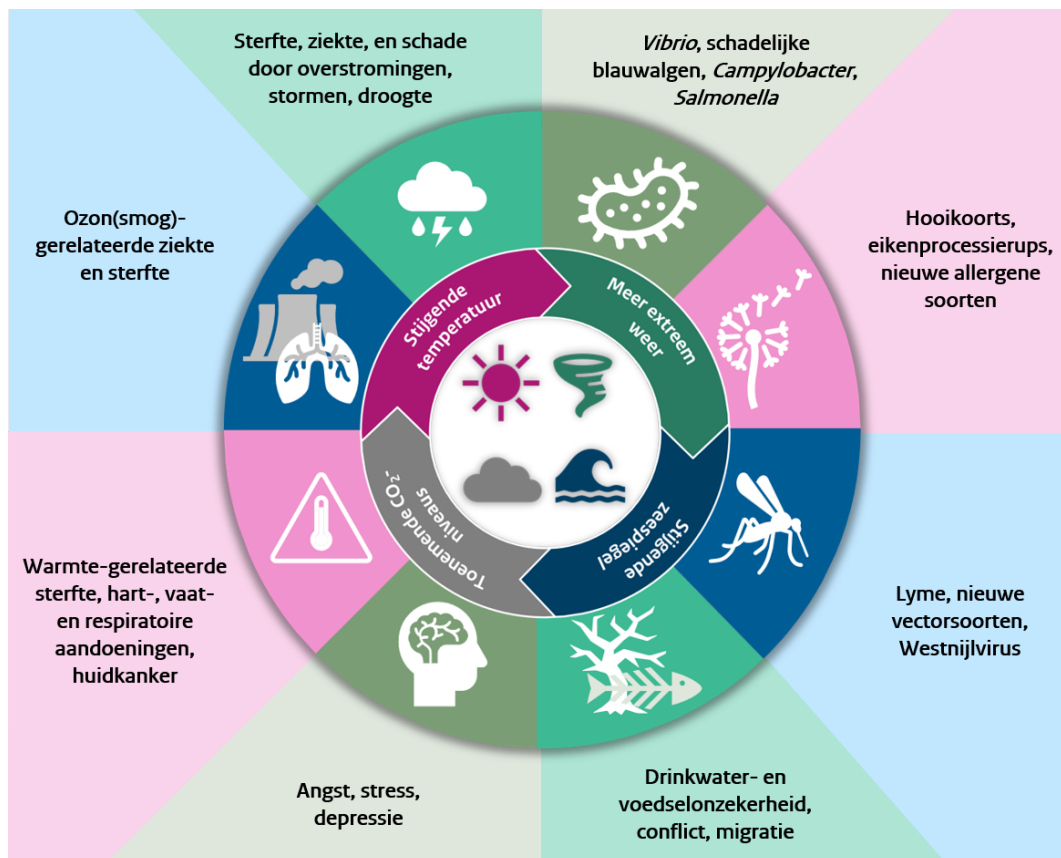 Sterfte, ziekte, en schade
door overstromingen,
stormen, droogte
Vibrio, schadelijke
blauwalgen, Campylobacter,
Salmonella
Ozon(smog)-
gerelateerde ziekte
en sterfte
Hooikoorts,
eikenprocessierups,
nieuwe allergene
soorten
Stijgende
temperatuur
Meer extreem
weer
Toenemende CO₂-
niveaus
Stijgende
zeespiegel
Warmte-gerelateerde
sterfte, hart-, vaat-
en respiratoire
aandoeningen,
huidkanker
Lyme, nieuwe
vectorsoorten,
Westnijlvirus
Angst, stress,
depressie
Drinkwater- en
voedselonzekerheid,
conflict, migratie